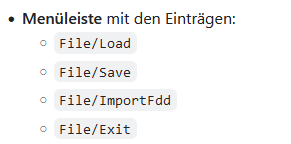 Menüleiste mit den Einträgen:
File/Load
File/Save
File/ImportFdd
File/Exit